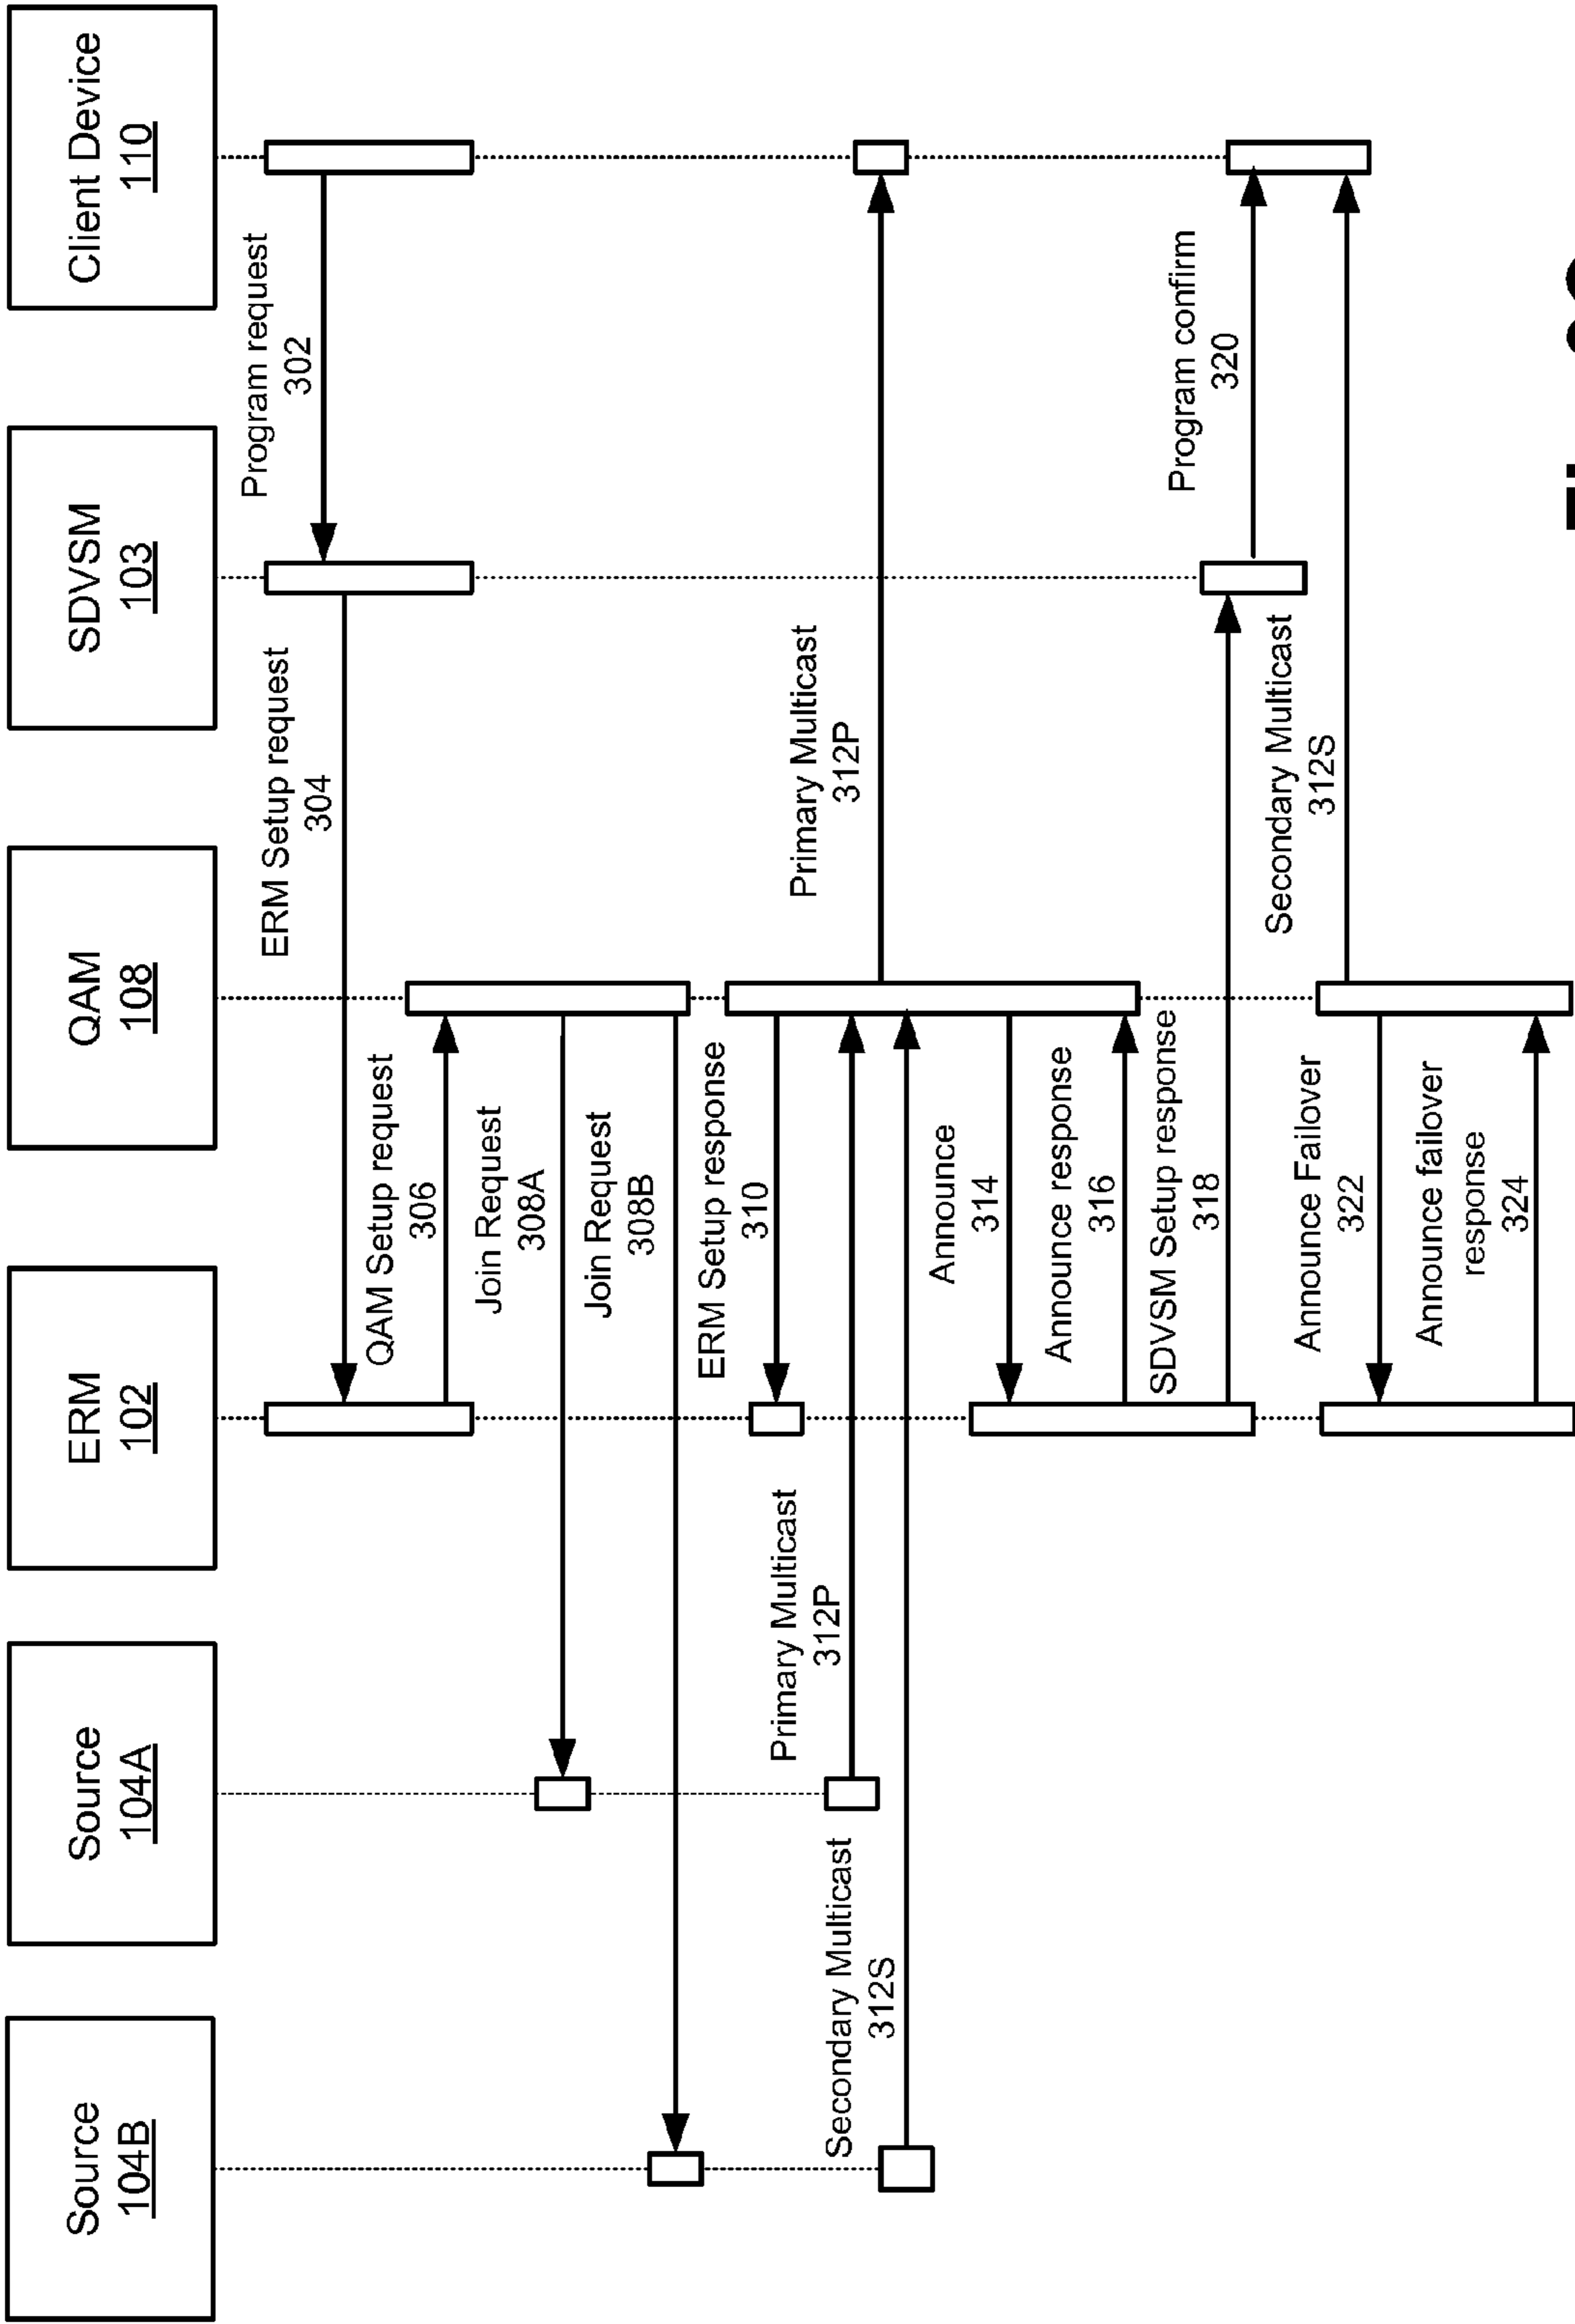 Source
104B
Source
104A
ERM
102
QAM
108
SDVSM
103
Client Device
110
Program request
302
ERM Setup request
304
QAM Setup request
306
Join Request
308A
Join Request
308B
ERM Setup response
310
Primary Multicast
312P
Primary Multicast
312P
Secondary Multicast
312S
Announce
314
Announce response
316
SDVSM Setup response
318
Program confirm
320
Secondary Multicast
312S
Announce Failover
322
Announce failover
response
324